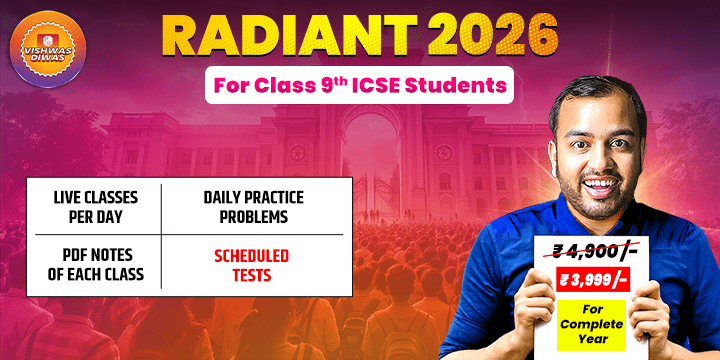 VISHWAS
DIWAS
RADIANT 2026
For Class 9th ICSE Students
LIVE CLASSES
PER DAY
DAILY PRACTICE
PROBLEMS
PDF NOTES
OF EACH CLASS
SCHEDULED
TESTS
₹ 4,900/-
₹ 3,999/-
For
Complete
Year